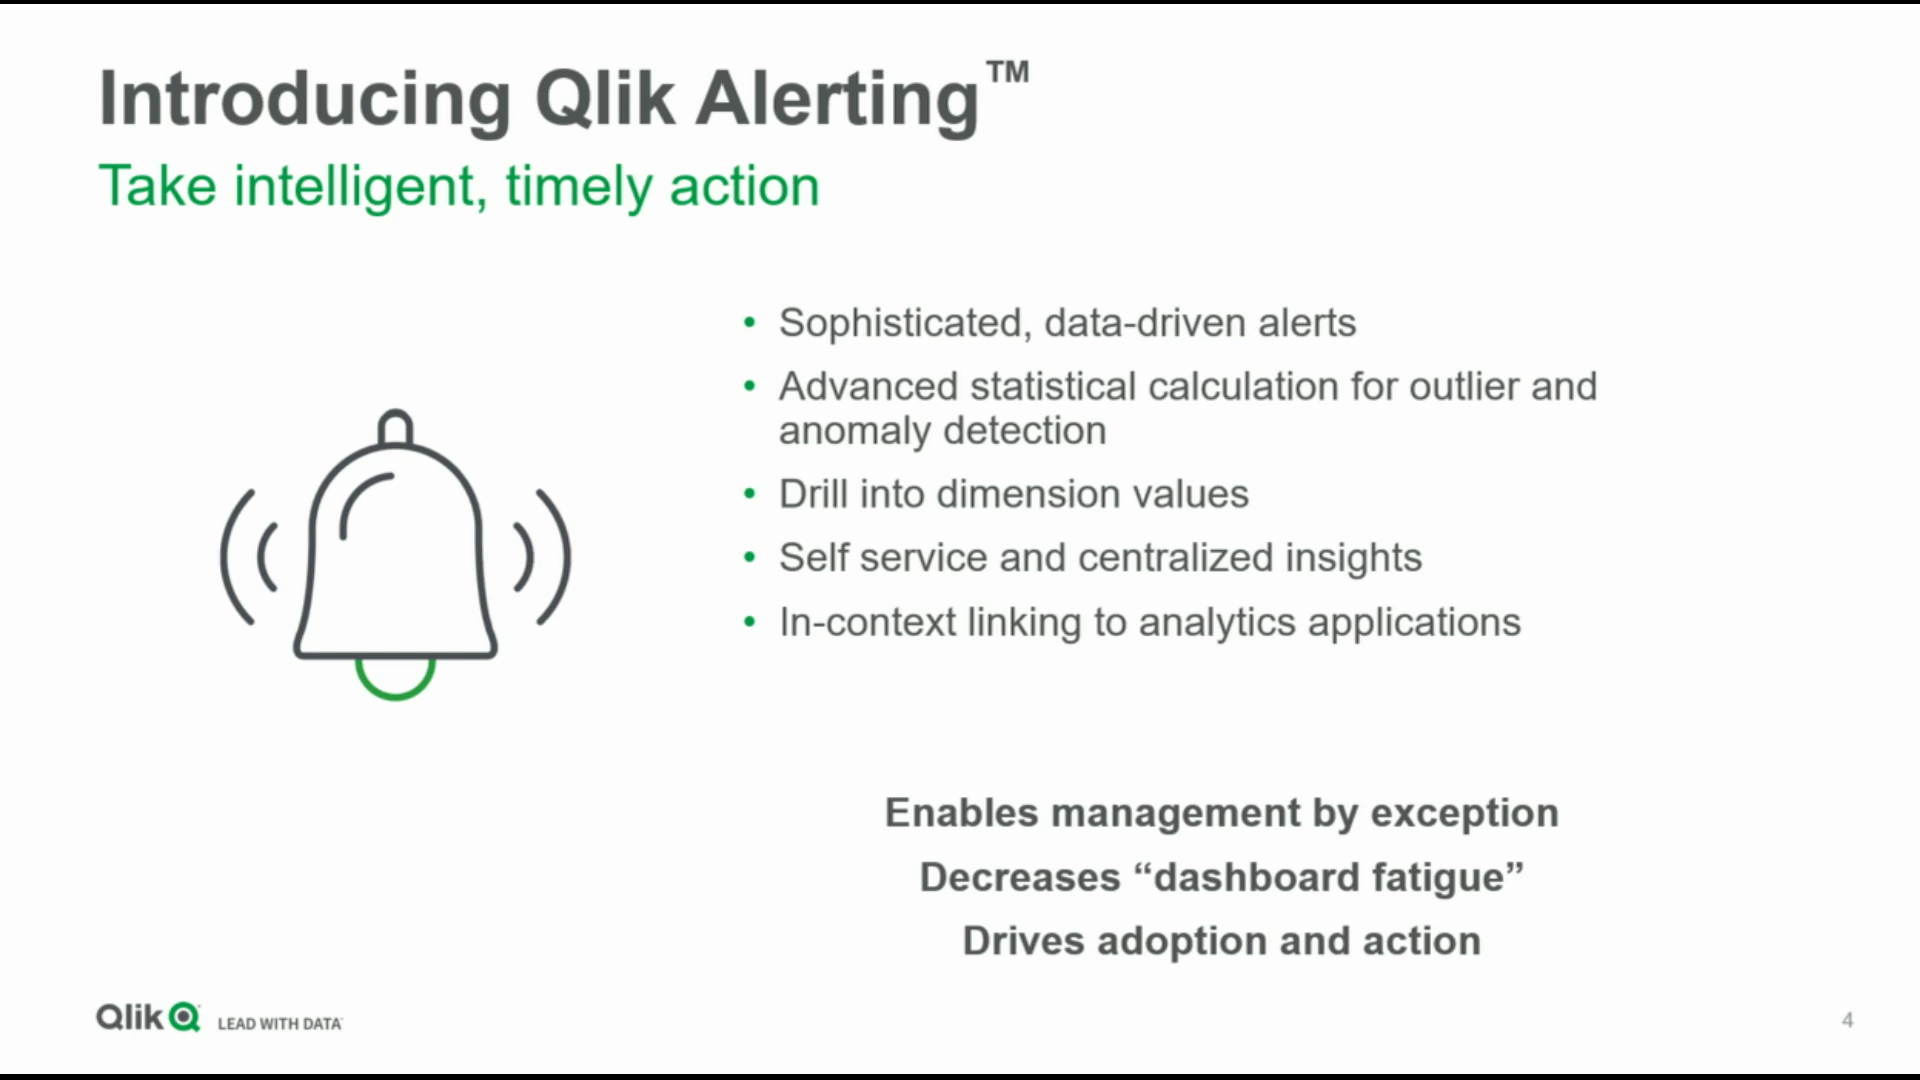 Introducing Qlik Alerting™
Take intelligent, timely action
• Sophisticated, data-driven alerts
• Advanced statistical calculation for outlier and
anomaly detection
• Drill into dimension values
• Self service and centralized insights
• In-context linking to analytics applications
Enables management by exception
Decreases “dashboard fatigue”
Drives adoption and action
Qlik LEAD WITH DATA
4